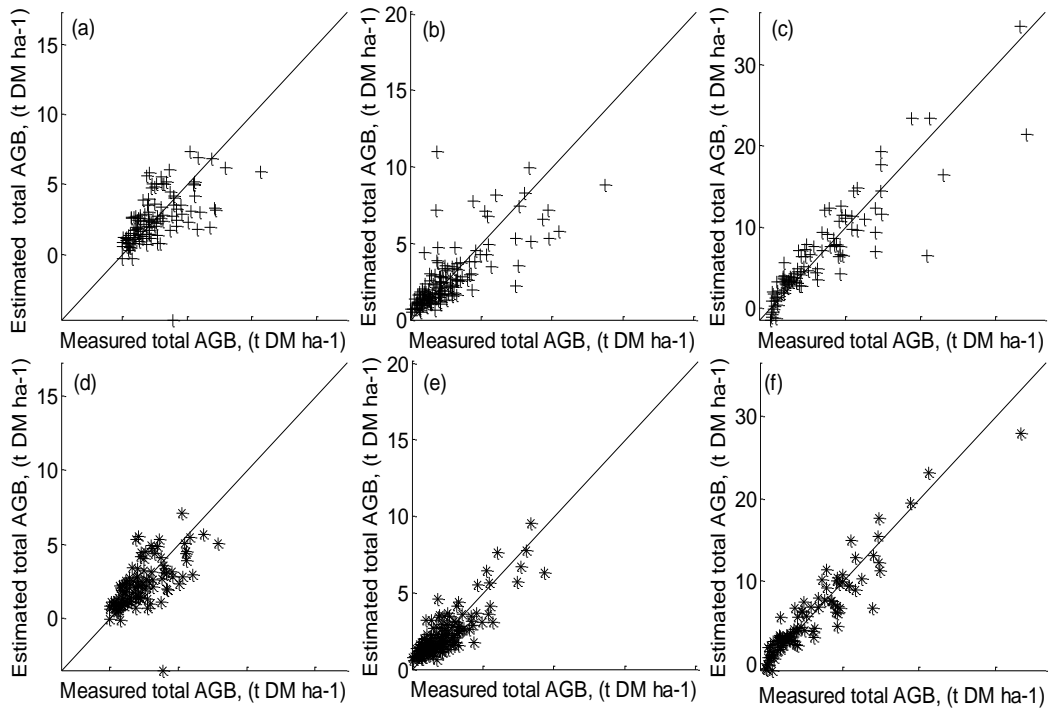 (a)
15
10
5
0
Estimated total AGB, (t DM ha-1)
Measured total AGB, (t DM ha-1)
(b)
20
15
10
5
0
Estimated total AGB, (t DM ha-1)
Measured total AGB, (t DM ha-1)
(c)
30
20
10
0
Estimated total AGB, (t DM ha-1)
Measured total AGB, (t DM ha-1)
(d)
15
10
5
0
Estimated total AGB, (t DM ha-1)
Measured total AGB, (t DM ha-1)
(e)
20
15
10
5
0
Estimated total AGB, (t DM ha-1)
Measured total AGB, (t DM ha-1)
(f)
30
20
10
0
Estimated total AGB, (t DM ha-1)
Measured total AGB, (t DM ha-1)